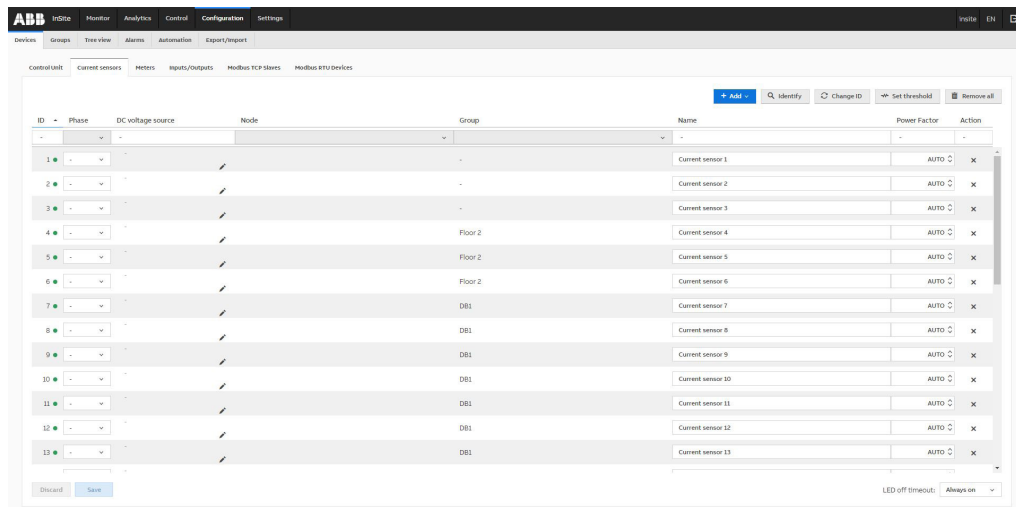 ABB InSite Monitor Analytics Control Configuration Settings insite EN
Devices Groups Tree view Alarms Automation Export/Import
Control Unit Current sensors Meters Inputs/Outputs Modbus TCP Slaves Modbus RTU Devices
+ Add Identify Change ID Set threshold Remove all
ID Phase DC voltage source Node Group Name Power Factor Action
- - - - -
1 - - - Current sensor 1 AUTO x
2 - - - Current sensor 2 AUTO x
3 - - - Current sensor 3 AUTO x
4 - - Floor 2 Current sensor 4 AUTO x
5 - - Floor 2 Current sensor 5 AUTO x
6 - - Floor 2 Current sensor 6 AUTO x
7 - - DB1 Current sensor 7 AUTO x
8 - - DB1 Current sensor 8 AUTO x
9 - - DB1 Current sensor 9 AUTO x
10 - - DB1 Current sensor 10 AUTO x
11 - - DB1 Current sensor 11 AUTO x
12 - - DB1 Current sensor 12 AUTO x
13 - - DB1 Current sensor 13 AUTO x
Discard Save LED off timeout: Always on